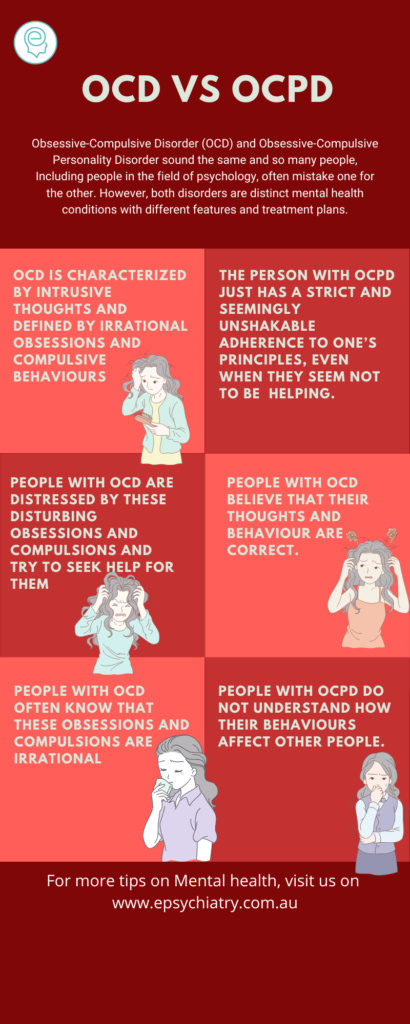 e
OCD VS OCPD
Obsessive-Compulsive Disorder (OCD) and Obsessive-Compulsive
Personality Disorder sound the same and so many people,
Including people in the field of psychology, often mistake one for
the other. However, both disorders are distinct mental health
conditions with different features and treatment plans.
OCD IS CHARACTERIZED
BY INTRUSIVE
THOUGHTS AND
DEFINED BY IRRATIONAL
OBSESSIONS AND
COMPULSIVE
BEHAVIOURS
THE PERSON WITH OCPD
JUST HAS A STRICT AND
SEEMINGLY
UNSHAKABLE
ADHERENCE TO ONE'S
PRINCIPLES, EVEN
WHEN THEY SEEM NOT
TO BE HELPING.
PEOPLE WITH OCD ARE
DISTRESSED BY THESE
DISTURBING
OBSESSIONS AND
COMPULSIONS AND
TRY TO SEEK HELP FOR
THEM
PEOPLE WITH OCD
BELIEVE THAT THEIR
THOUGHTS AND
BEHAVIOUR ARE
CORRECT.
PEOPLE WITH OCD
OFTEN KNOW THAT
THESE OBSESSIONS AND
COMPULSIONS ARE
IRRATIONAL
PEOPLE WITH OCPD DO
NOT UNDERSTAND HOW
THEIR BEHAVIOURS
AFFECT OTHER PEOPLE.
For more tips on Mental health, visit us on
www.epsychiatry.com.au